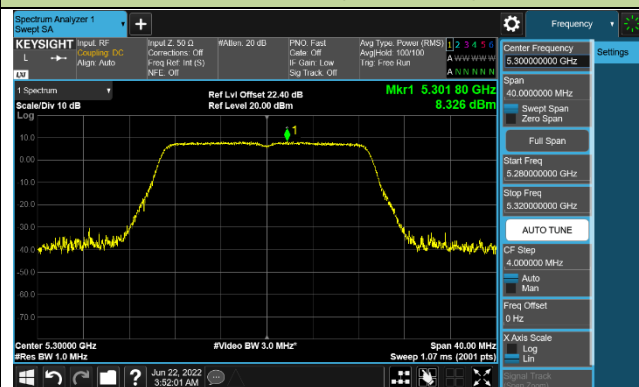 Spectrum Analyzer 1
Swept SA
Frequency
KEYSIGHT
L
LXI
Input: RF
Coupling: DC
Align: Auto
Input Z: 50 Ω
Corrections: Off
Freq Ref: Int (S)
NFE: Off
#Atten: 20 dB
PNO: Fast
Gate: Off
IF Gain: Low
Sig Track: Off
Avg Type: Power (RMS)
Avg|Hold: 100/100
Trig: Free Run
1 2 3 4 5 6
A W W W W W
A N N N N N
1 Spectrum
Scale/Div 10 dB
Ref Lvl Offset 22.40 dB
Ref Level 20.00 dBm
Mkr1 5.301 80 GHz
8.326 dBm
Log
1
10.0
0.00
-10.0
-20.0
-30.0
-40.0
-50.0
-60.0
-70.0
Center 5.30000 GHz
#Res BW 1.0 MHz
#Video BW 3.0 MHz*
Span 40.00 MHz
Sweep 1.07 ms (2001 pts)
Center Frequency
5.300000000 GHz
Span
40.0000000 MHz
Swept Span
Zero Span
Full Span
Start Freq
5.280000000 GHz
Stop Freq
5.320000000 GHz
AUTO TUNE
CF Step
4.000000 MHz
Auto
Man
Freq Offset
0 Hz
X Axis Scale
Log
Lin
Signal Track
(Span Zoom)
Settings
Jun 22, 2022
3:52:01 AM